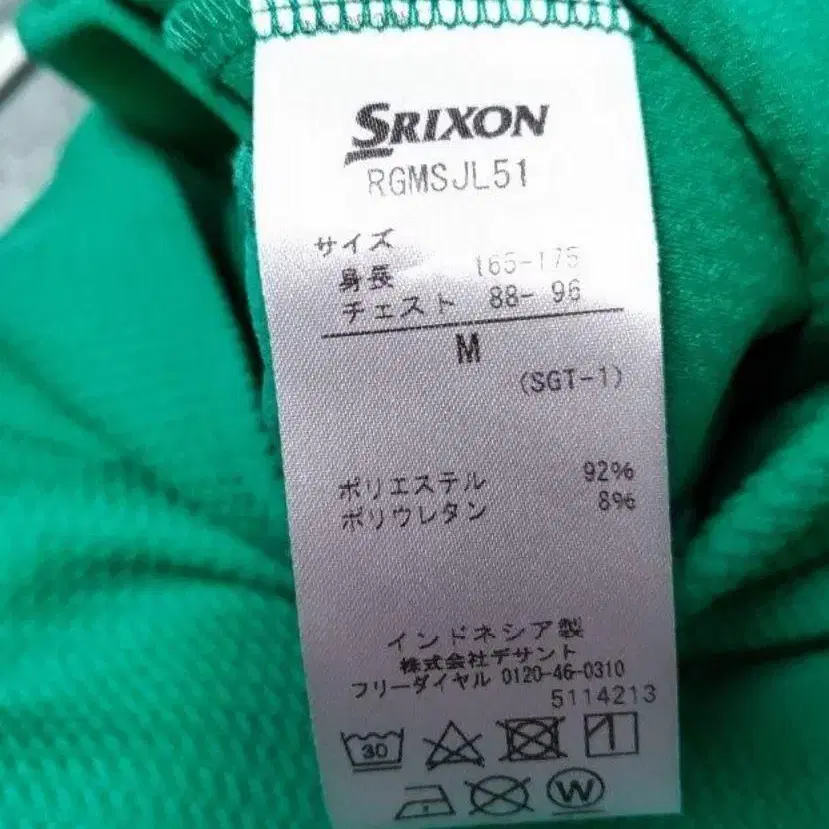 SRIXON
RGMSJL51
サイズ
身長 165-175
チェスト 88-96
M
(SGT-1)
ポリエステル 92%
ポリウレタン 8%
インドネシア製
株式会社デサント
フリーダイヤル 0120-46-0310
5114213
30
W